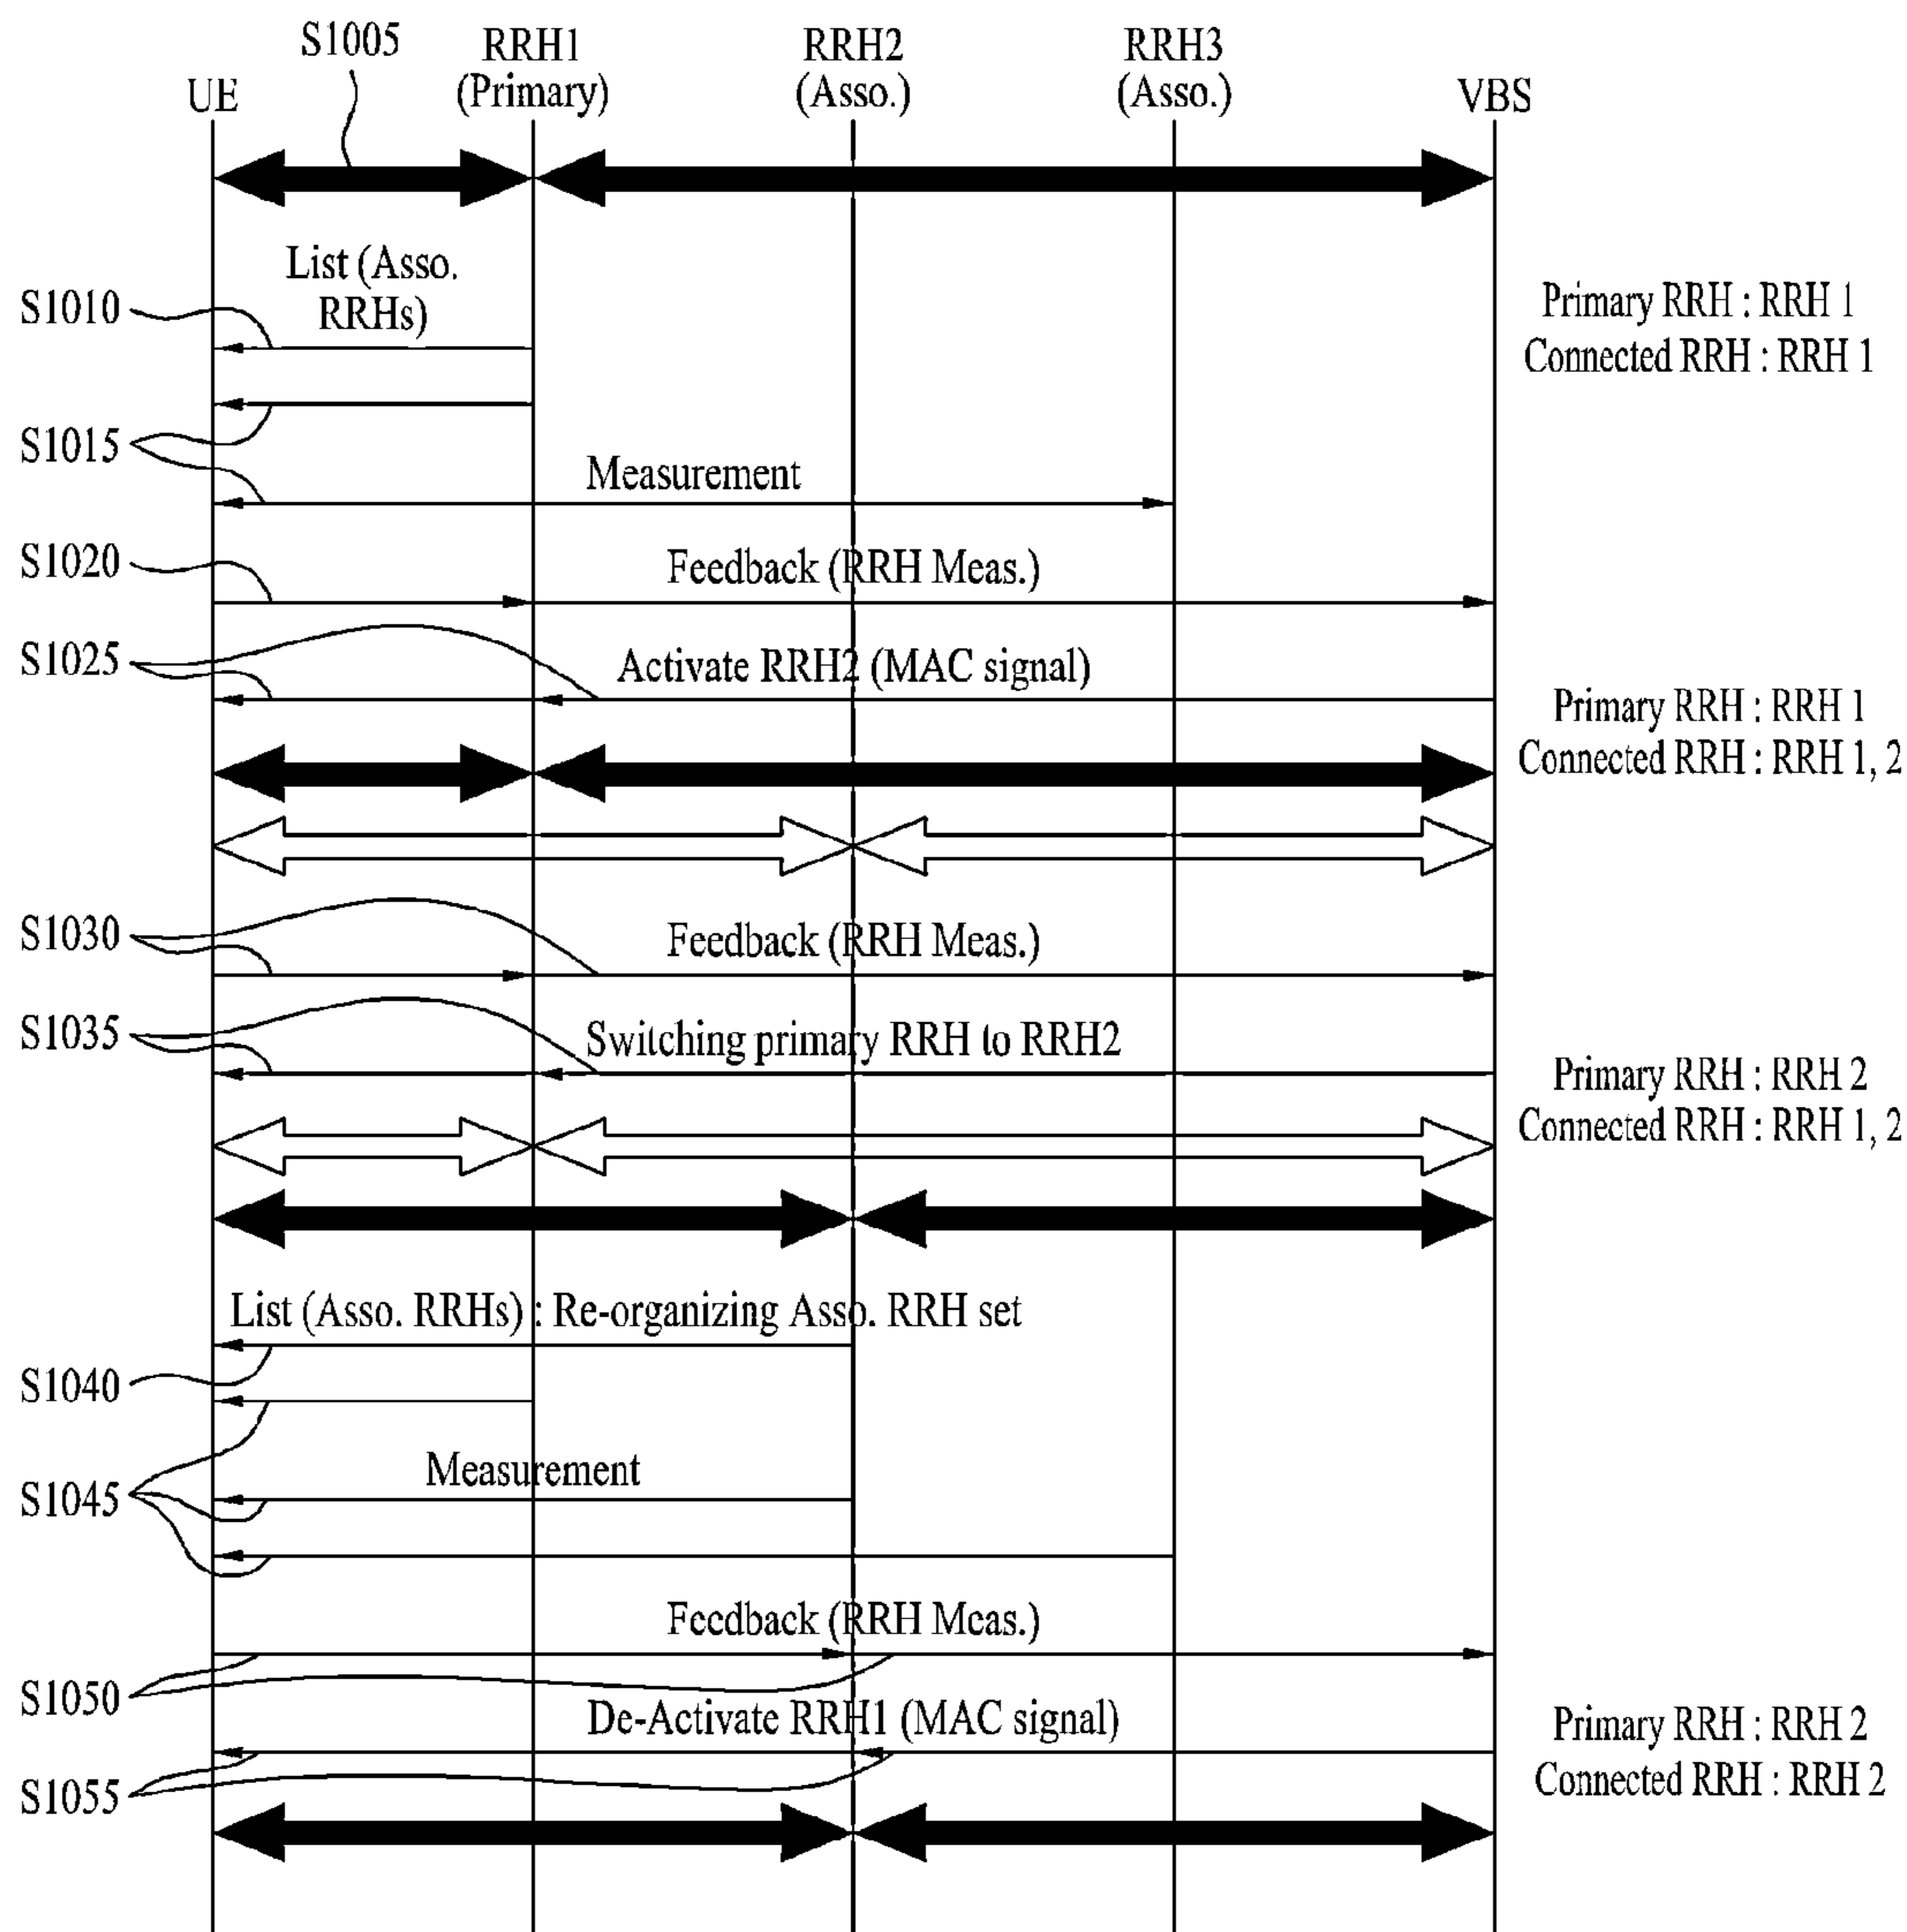 S1005
RRH1
RRH2
RRH3
UE
(Primary)
(Asso.)
(Asso.)
VBS
List (Asso.
RRHs)
S1010
Primary RRH : RRH 1
Connected RRH : RRH 1
S1015
Measurement
S1020
Feedback (RRH Meas.)
S1025
Activate RRH2 (MAC signal)
Primary RRH : RRH 1
Connected RRH : RRH 1, 2
S1030
Feedback (RRH Meas.)
S1035
Switching primary RRH to RRH2
Primary RRH : RRH 2
Connected RRH : RRH 1, 2
List (Asso. RRHs) : Re-organizing Asso. RRH set
S1040
Measurement
S1045
Feedback (RRH Meas.)
S1050
De-Activate RRH1 (MAC signal)
Primary RRH : RRH 2
Connected RRH : RRH 2
S1055